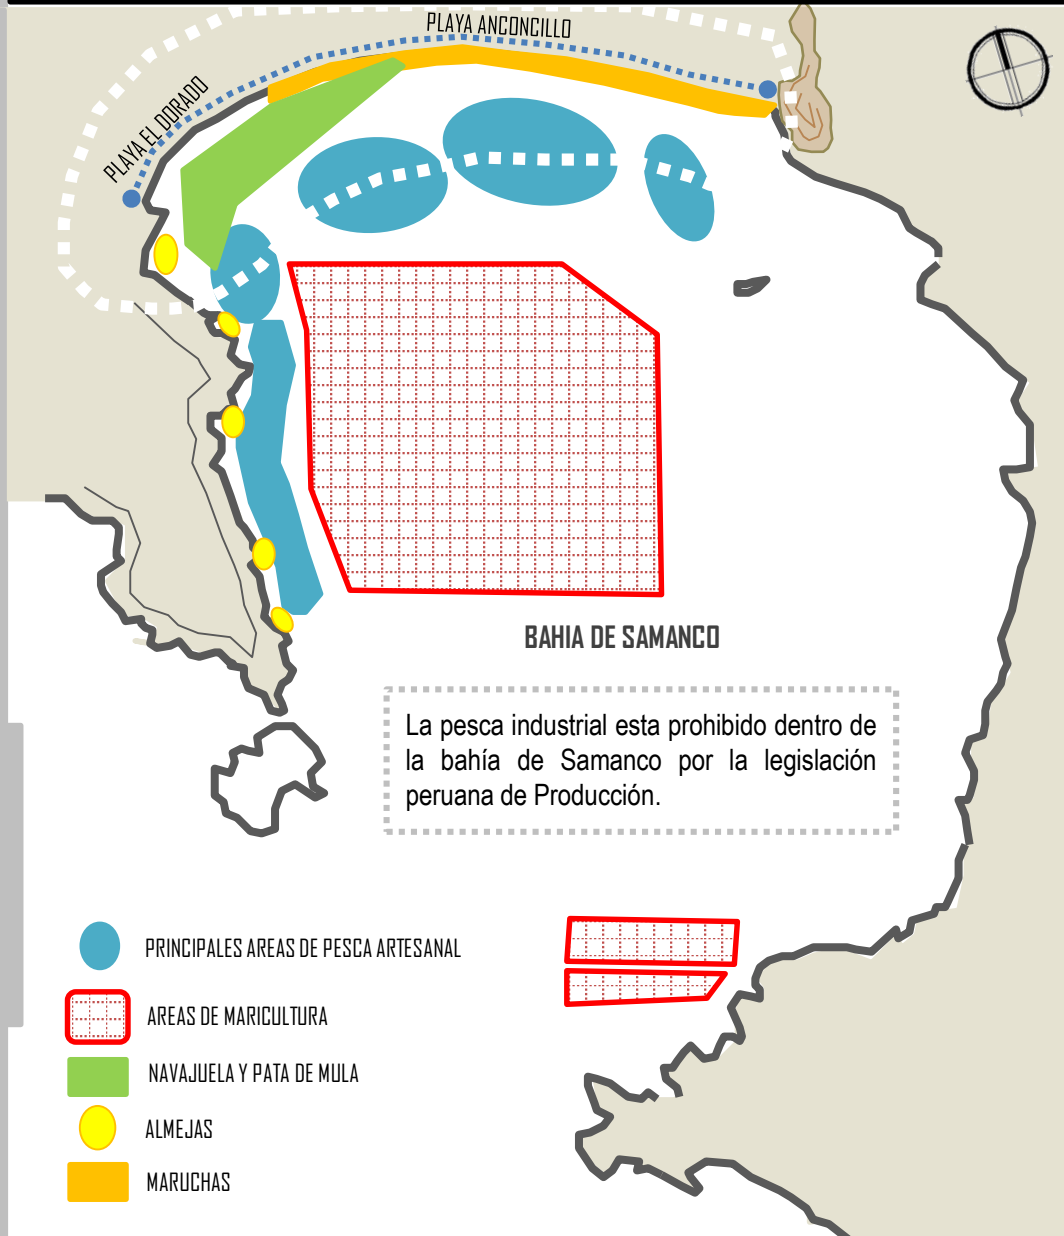 PLAYA ANCONCILLO
PLAYA EL DORADO
BAHIA DE SAMANCO
La pesca industrial esta prohibido dentro de
la bahía de Samanco por la legislación
peruana de Producción.
PRINCIPALES AREAS DE PESCA ARTESANAL
AREAS DE MARICULTURA
NAVAJUELA Y PATA DE MULA
ALMEJAS
MARUCHAS